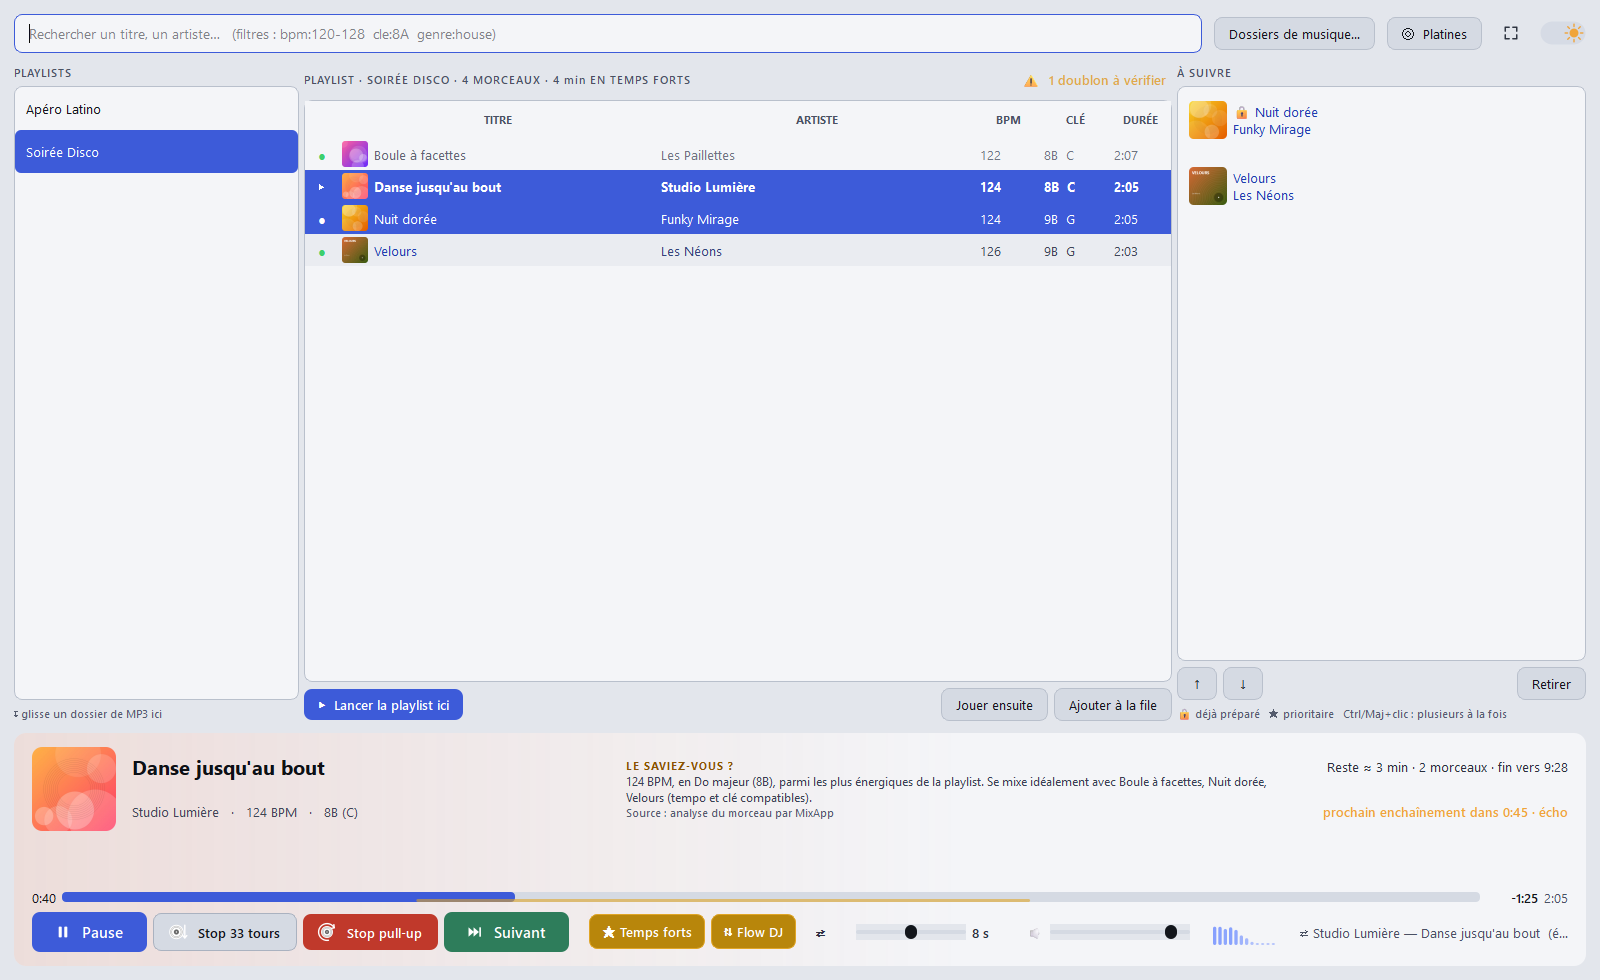 Rechercher un titre, un artiste... (filtres : bpm:120-128 cle:8A genre:house)
Dossiers de musique...
Platines
PLAYLISTS
Apéro Latino
Soirée Disco
glisse un dossier de MP3 ici
PLAYLIST · SOIRÉE DISCO · 4 MORCEAUX · 4 min EN TEMPS FORTS
1 doublon à vérifier
TITRE ARTISTE BPM CLÉ DURÉE
Boule à facettes Les Paillettes 122 8B C 2:07
Danse jusqu'au bout Studio Lumière 124 8B C 2:05
Nuit dorée Funky Mirage 124 9B G 2:05
Velours Les Néons 126 9B G 2:03
Lancer la playlist ici
Jouer ensuite
Ajouter à la file
À SUIVRE
Nuit dorée
Funky Mirage
Velours
Les Néons
↑ ↓ Retirer
déjà préparé ★ prioritaire Ctrl/Maj+clic : plusieurs à la fois
Danse jusqu'au bout
Studio Lumière · 124 BPM · 8B (C)
LE SAVIEZ-VOUS ?
124 BPM, en Do majeur (8B), parmi les plus énergiques de la playlist. Se mixe idéalement avec Boule à facettes, Nuit dorée,
Velours (tempo et clé compatibles).
Source : analyse du morceau par MixApp
Reste ≈ 3 min · 2 morceaux · fin vers 9:28
prochain enchaînement dans 0:45 · écho
0:40 -1:25 2:05
Pause
Stop 33 tours
Stop pull-up
Suivant
★ Temps forts
Flow DJ
8 s
⇄ Studio Lumière — Danse jusqu'au bout (é...